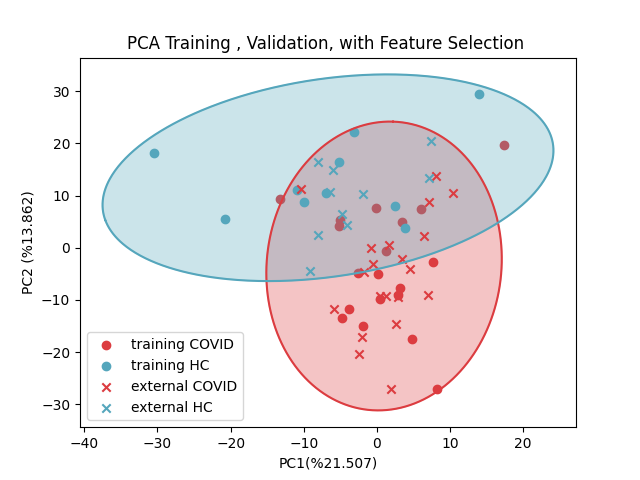 PCA Training , Validation, with Feature Selection
PC2 (%13.862)
30
20
10
0
−10
−20
−30
training COVID
training HC
external COVID
external HC
−40
−30
−20
−10
0
10
20
PC1(%21.507)